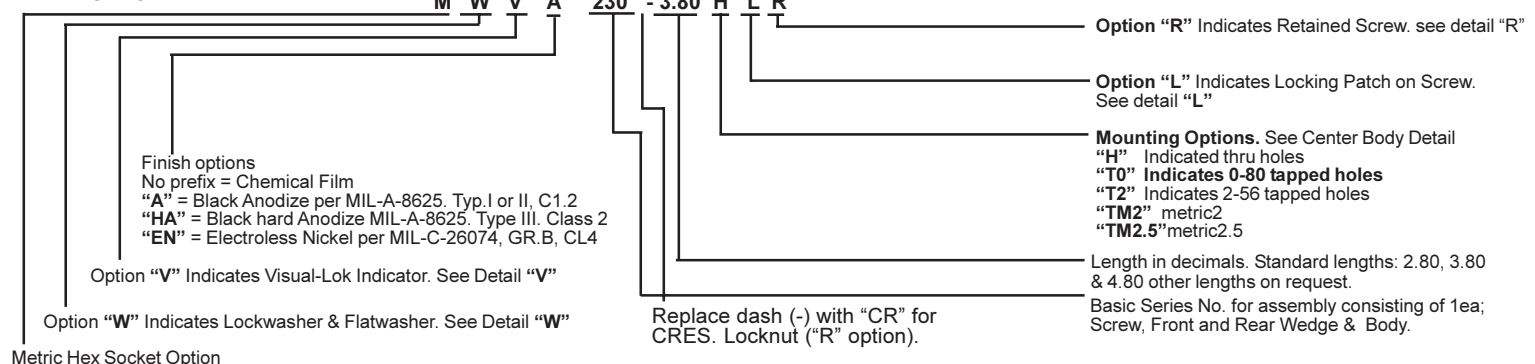 M W V A 230 - 3.80 H L R
Option “R” Indicates Retained Screw. see detail “R”
Option “L” Indicates Locking Patch on Screw.
See detail “L”
Mounting Options. See Center Body Detail
“H” Indicated thru holes
“T0” Indicates 0-80 tapped holes
“T2” Indicates 2-56 tapped holes
“TM2” metric2
“TM2.5”metric2.5
Length in decimals. Standard lengths: 2.80, 3.80
& 4.80 other lengths on request.
Basic Series No. for assembly consisting of 1ea;
Screw, Front and Rear Wedge & Body.
Replace dash (-) with “CR” for
CRES. Locknut (“R” option).
Finish options
No prefix = Chemical Film
“A” = Black Anodize per MIL-A-8625. Typ.I or II, C1.2
“HA” = Black hard Anodize MIL-A-8625. Type III. Class 2
“EN” = Electroless Nickel per MIL-C-26074, GR.B, CL4
Option “V” Indicates Visual-Lok Indicator. See Detail “V”
Option “W” Indicates Lockwasher & Flatwasher. See Detail “W”
Metric Hex Socket Option